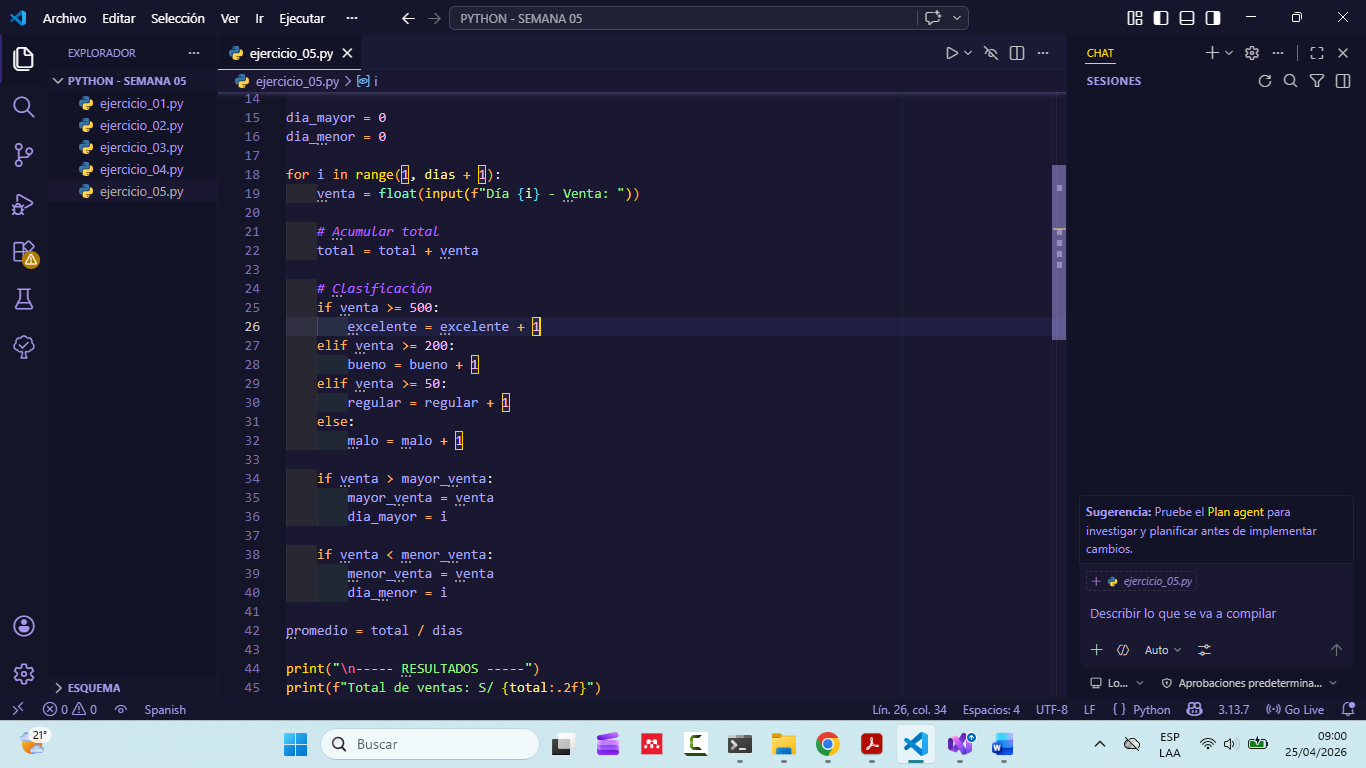 Archivo Editar Selección Ver Ir Ejecutar ···
PYTHON - SEMANA 05
EXPLORADOR ···
PYTHON - SEMANA 05
ejercicio_01.py
ejercicio_02.py
ejercicio_03.py
ejercicio_04.py
ejercicio_05.py
ESQUEMA
ejercicio_05.py
ejercicio_05.py > i
14
15 dia_mayor = 0
16 dia_menor = 0
17
18 for i in range(1, dias + 1):
19     venta = float(input(f"Día {i} - Venta: "))
20
21     # Acumular total
22     total = total + venta
23
24     # Clasificación
25     if venta >= 500:
26         excelente = excelente + 1
27     elif venta >= 200:
28         bueno = bueno + 1
29     elif venta >= 50:
30         regular = regular + 1
31     else:
32         malo = malo + 1
33
34     if venta > mayor_venta:
35         mayor_venta = venta
36         dia_mayor = i
37
38     if venta < menor_venta:
39         menor_venta = venta
40         dia_menor = i
41
42 promedio = total / dias
43
44 print("\n----- RESULTADOS -----")
45 print(f"Total de ventas: S/ {total:.2f}")
CHAT
SESIONES
Sugerencia: Pruebe el Plan agent para
investigar y planificar antes de implementar
cambios.
ejercicio_05.py
Describir lo que se va a compilar
Auto
Lo... Aprobaciones predetermina...
0 0 Spanish Lín. 26, col. 34 Espacios: 4 UTF-8 LF { } Python 3.13.7 Go Live
21°
Buscar
ESP
LAA
09:00
25/04/2026